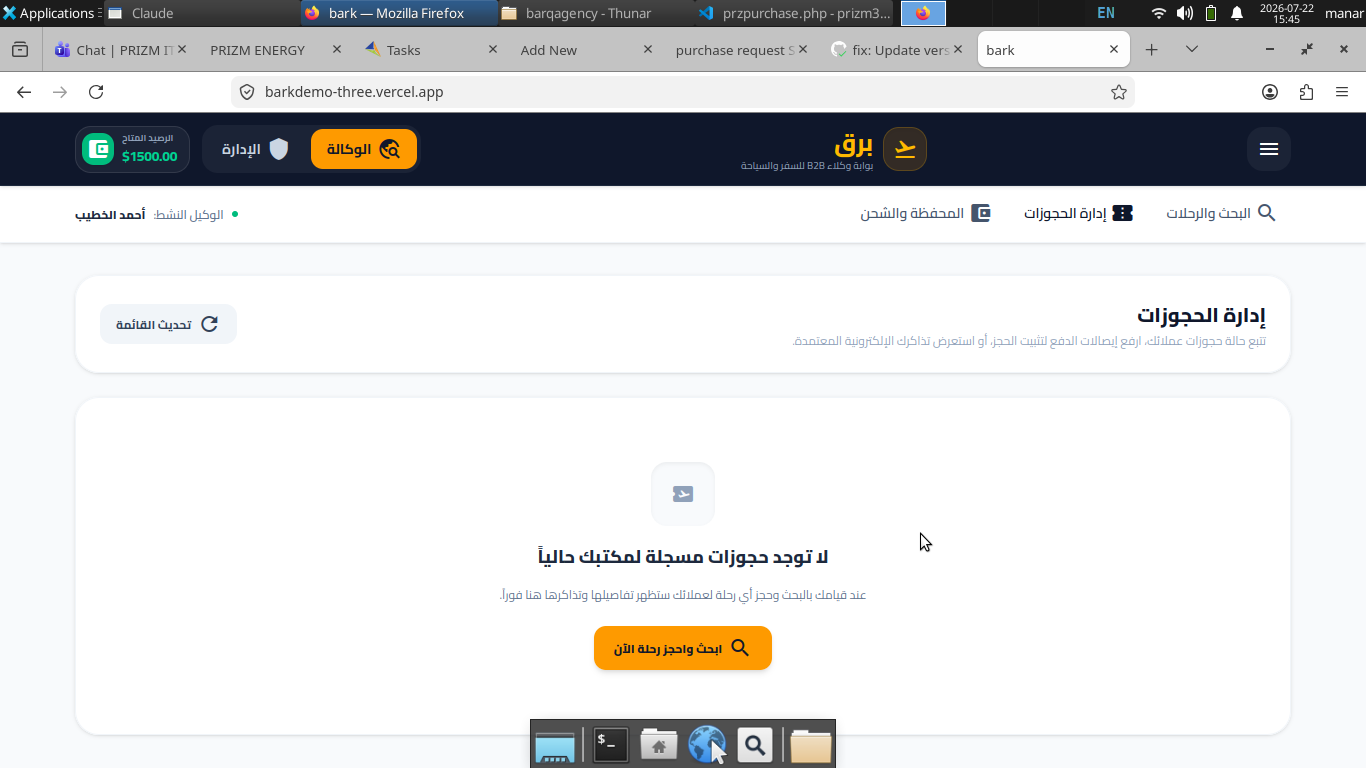 Applications
Claude
bark — Mozilla Firefox
barqagency - Thunar
przpurchase.php - prizm3...
EN
2026-07-22
15:45
manar
Chat | PRIZM IT
PRIZM ENERGY
Tasks
Add New
purchase request S
fix: Update vers
bark
barkdemo-three.vercel.app
برق
بوابة وكلاء B2B للسفر والسياحة
الوكالة
الإدارة
الرصيد المتاح
$1500.00
البحث والرحلات
إدارة الحجوزات
المحفظة والشحن
الوكيل النشط: أحمد الخطيب
إدارة الحجوزات
تتبع حالة حجوزات عملائك، ارفع إيصالات الدفع لتثبيت الحجز، أو استعرض تذاكرك الإلكترونية المعتمدة.
تحديث القائمة
لا توجد حجوزات مسجلة لمكتبك حالياً
عند قيامك بالبحث وحجز أي رحلة لعملائك ستظهر تفاصيلها وتذاكرها هنا فوراً.
ابحث واحجز رحلة الآن
$_